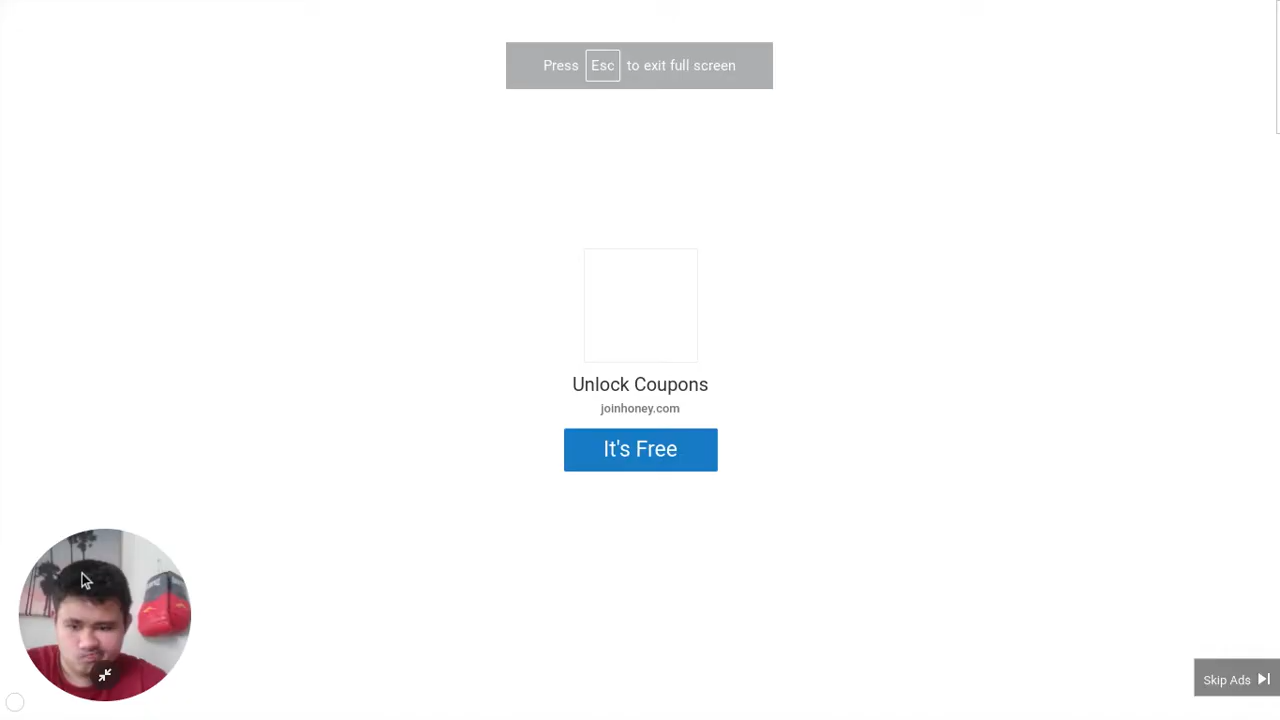 Press Esc to exit full screen
Unlock Coupons
joinhoney.com
It's Free
Skip Ads